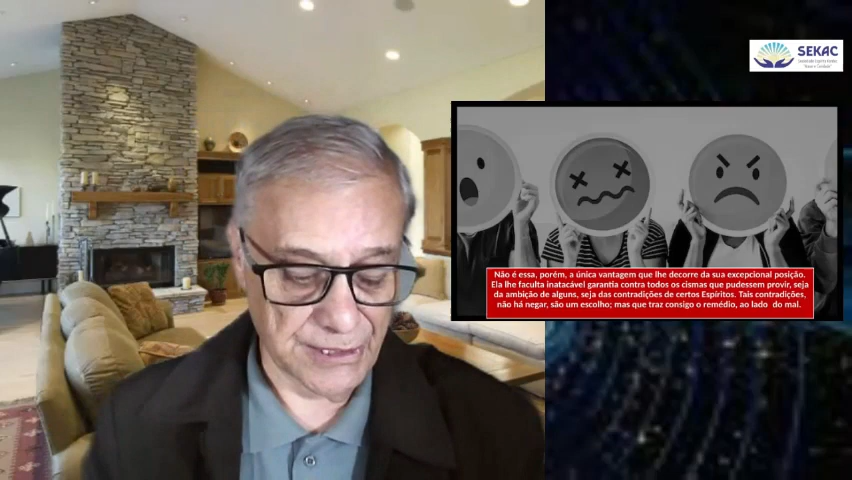 SEKAC
Não é essa, porém, a única vantagem que lhe decorre da sua excepcional posição.
Ela lhe faculta inatacável garantia contra todos os cismas que pudessem provir, seja
da ambição de alguns, seja das contradições de certos Espíritos. Tais contradições,
não há negar, são um escolho; mas que traz consigo o remédio, ao lado do mal.